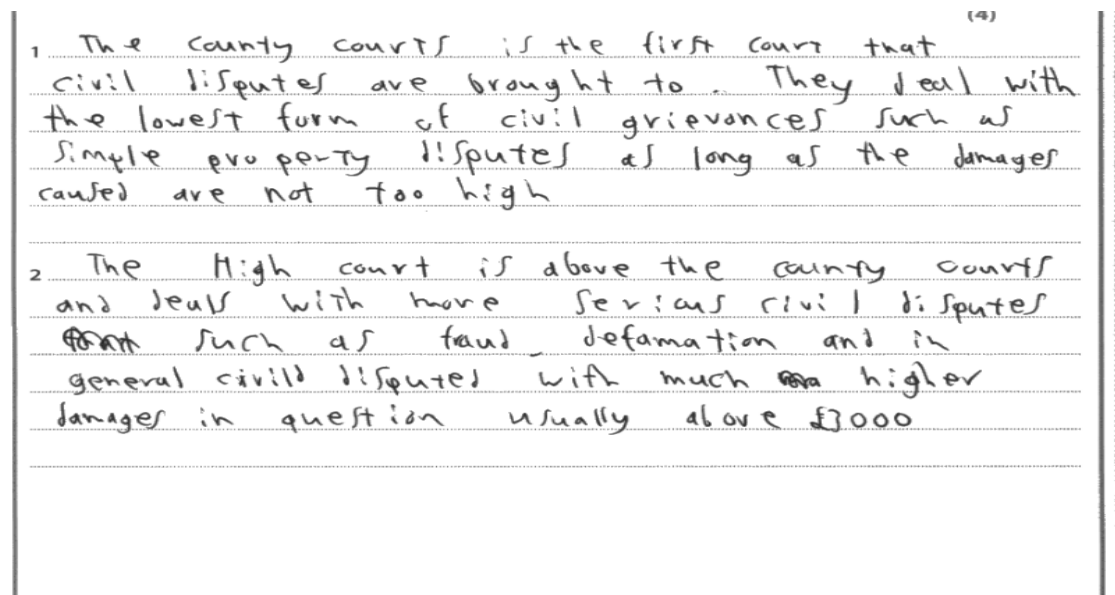 (4)
1 The county courts is the first court that
civil disputes are brought to. They deal with
the lowest form of civil grievances such as
simple property disputes as long as the damages
caused are not too high
2 The High court is above the county courts
and deals with more serious civil disputes
such as fraud defamation and in
general civild disputes with much higher
damages in question usually above £3000